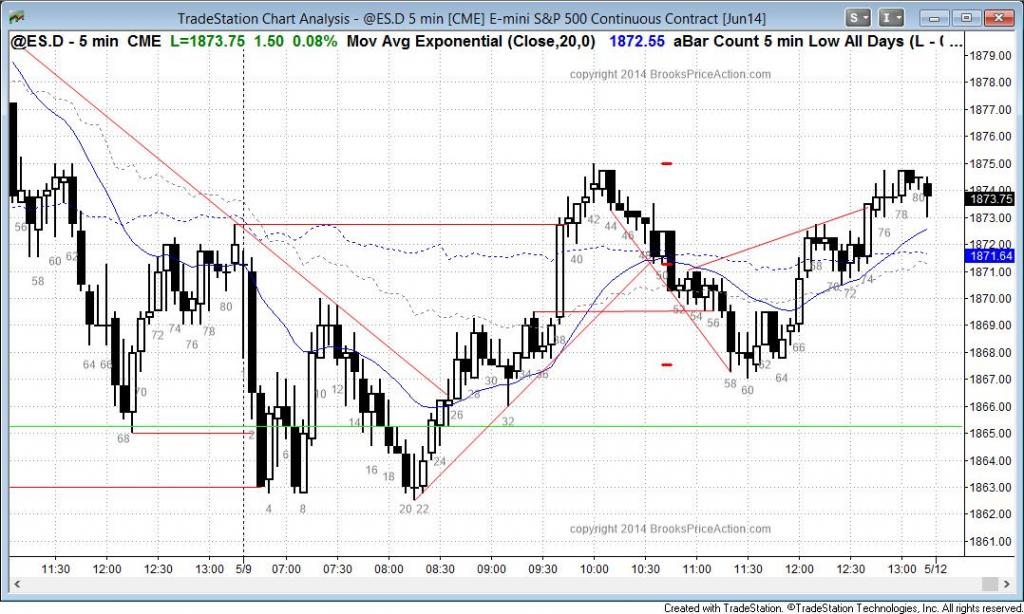 TradeStation Chart Analysis - @ES.D 5 min [CME] E-mini S&P 500 Continuous Contract [Jun14]
S I
@ES.D - 5 min CME L=1873.75 1.50 0.08% Mov Avg Exponential (Close,20,0) 1872.55 aBar Count 5 min Low All Days (L - ( ...
copyright 2014 BrooksPriceAction.com
1879.00
1878.00
1877.00
1876.00
1875.00
1874.00
1873.75
1873.00
1872.00
1871.64
1871.00
1870.00
1869.00
1868.00
1867.00
1866.00
1865.00
1864.00
1863.00
1862.00
1861.00
56 58 60 62 64 66 68 70 72 74 76 78 80
2 4 8 10 12 14 16 18 20 22 24 26 28 30 32 34 36 38 40 42 44 46 48 50 52 54 56 58 60 62 64 66 68 70 72 74 76 78 80
copyright 2014 BrooksPriceAction.com
11:30 12:00 12:30 13:00 5/9 07:00 07:30 08:00 08:30 09:00 09:30 10:00 10:30 11:00 11:30 12:00 12:30 13:00 5/12
Created with TradeStation. ©TradeStation Technologies, Inc. All rights reserved.